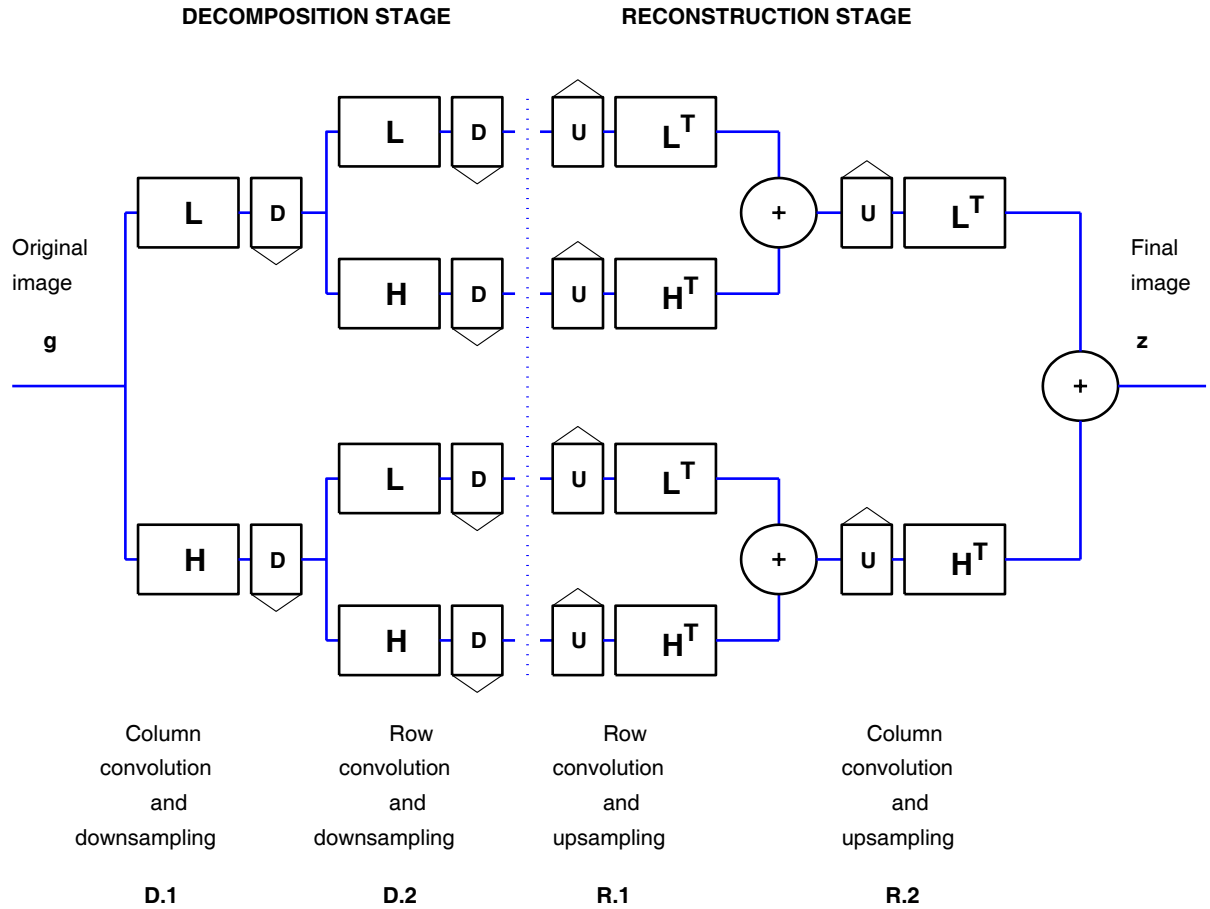 DECOMPOSITION STAGE
RECONSTRUCTION STAGE
L D U L^T
L D + U L^T
Original
image
g
H D U H^T
Final
image
z
+
L D U L^T
H D + U H^T
H D U H^T
Column
convolution
and
downsampling
D.1
Row
convolution
and
downsampling
D.2
Row
convolution
and
upsampling
R.1
Column
convolution
and
upsampling
R.2